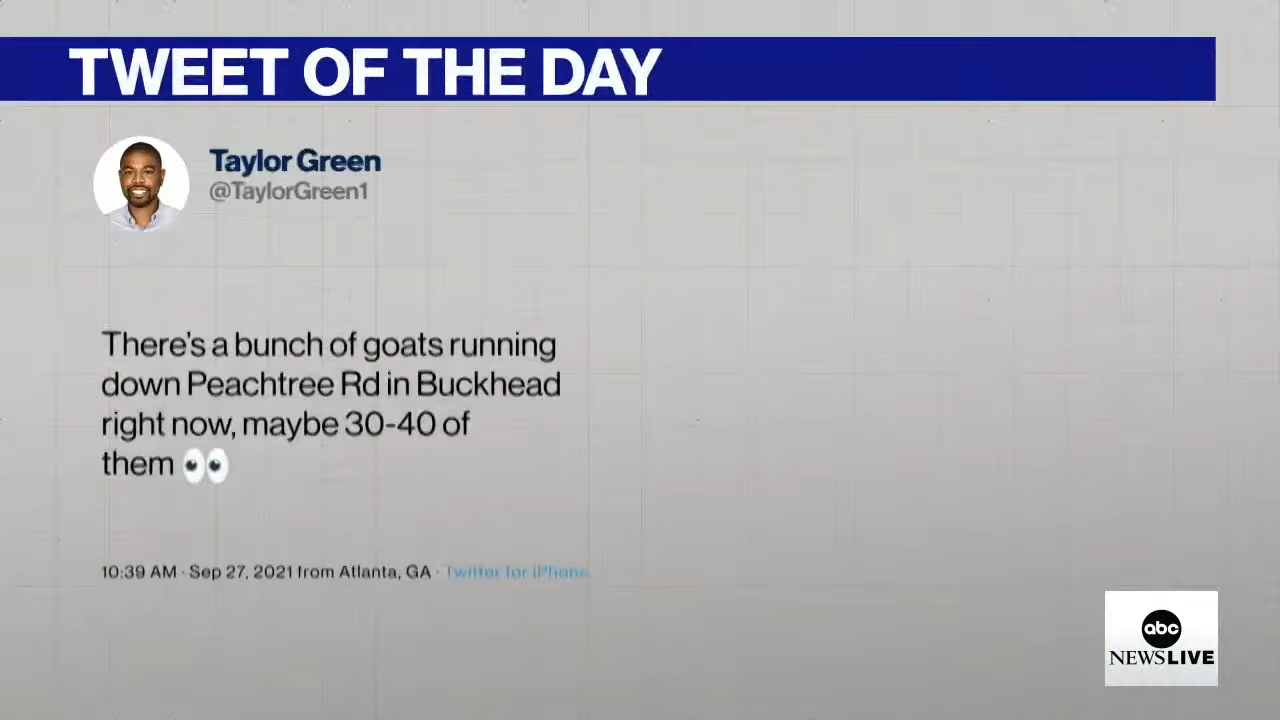 TWEET OF THE DAY
Taylor Green
@TaylorGreen1
There's a bunch of goats running
down Peachtree Rd in Buckhead
right now, maybe 30-40 of
them 👀
10:39 AM · Sep 27, 2021 from Atlanta, GA · Twitter for iPhone
abc
NEWSLIVE